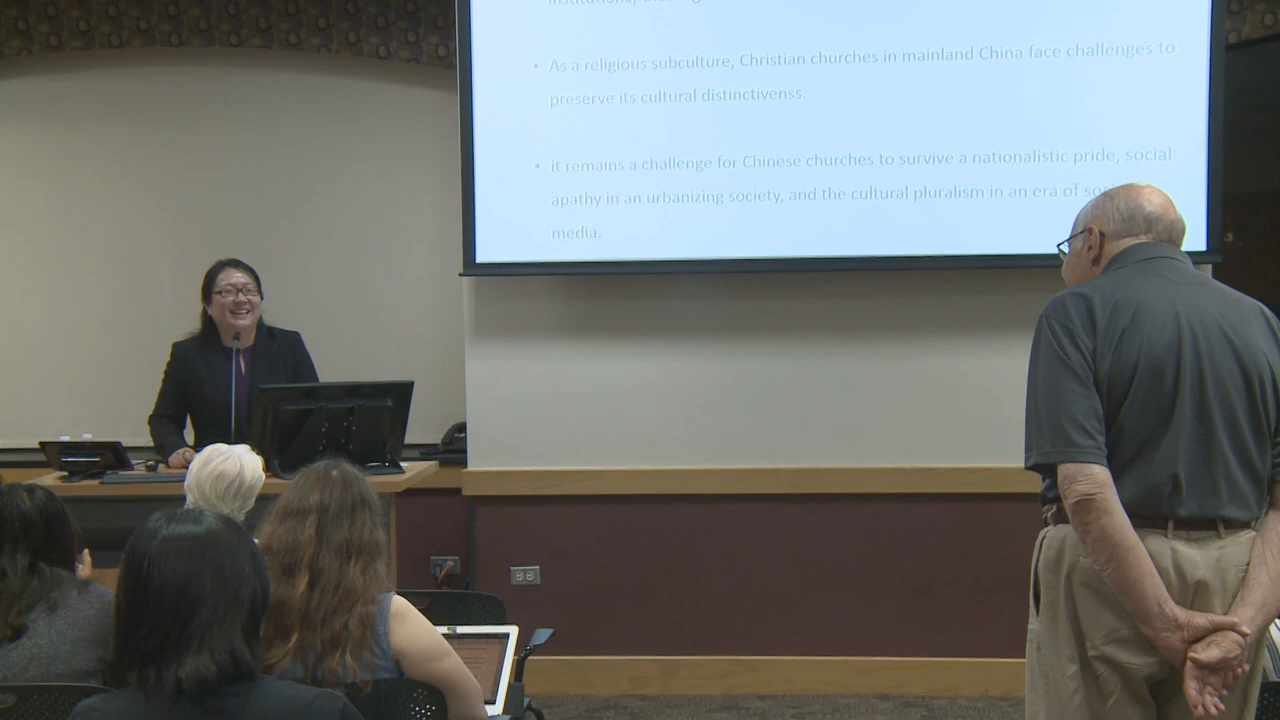 institutions,
• As a religious subculture, Christian churches in mainland China face challenges to
preserve its cultural distinctivenss.
• it remains a challenge for Chinese churches to survive a nationalistic pride, social
apathy in an urbanizing society, and the cultural pluralism in an era of
media.